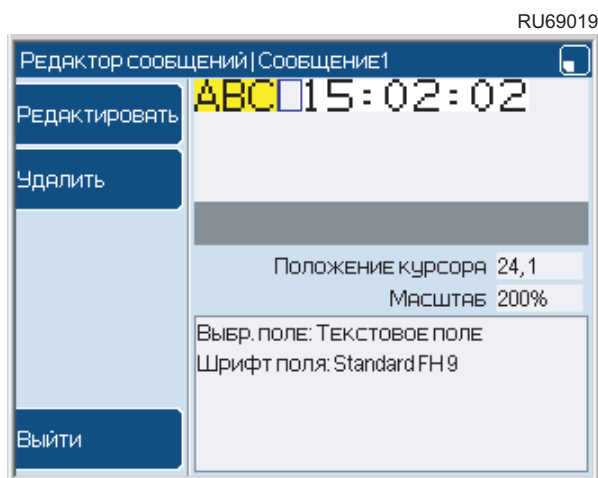 RU69019
Редактор сообщений|Сообщение1
Редактировать
ABC 15:02:02
Удалить
Положение курсора 24,1
Масштаб 200%
Выбр. поле: Текстовое поле
Шрифт поля: Standard FH 9
Выйти